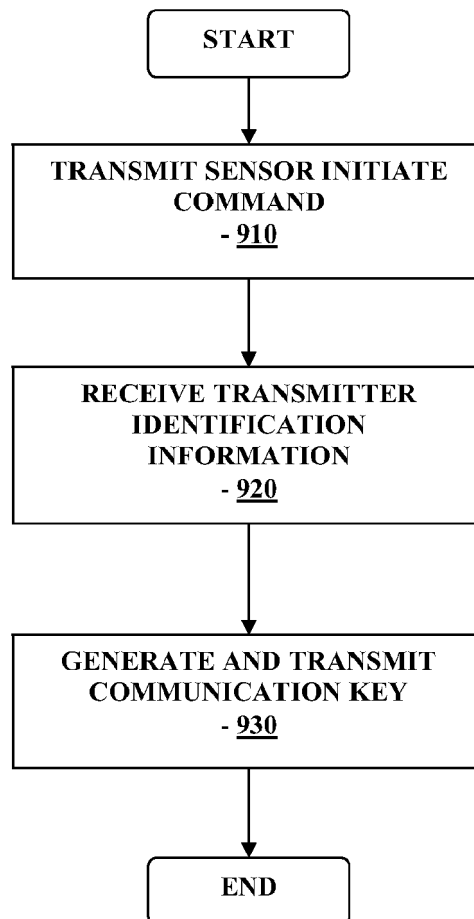 START
TRANSMIT SENSOR INITIATE
COMMAND
- 910
RECEIVE TRANSMITTER
IDENTIFICATION
INFORMATION
- 920
GENERATE AND TRANSMIT
COMMUNICATION KEY
- 930
END